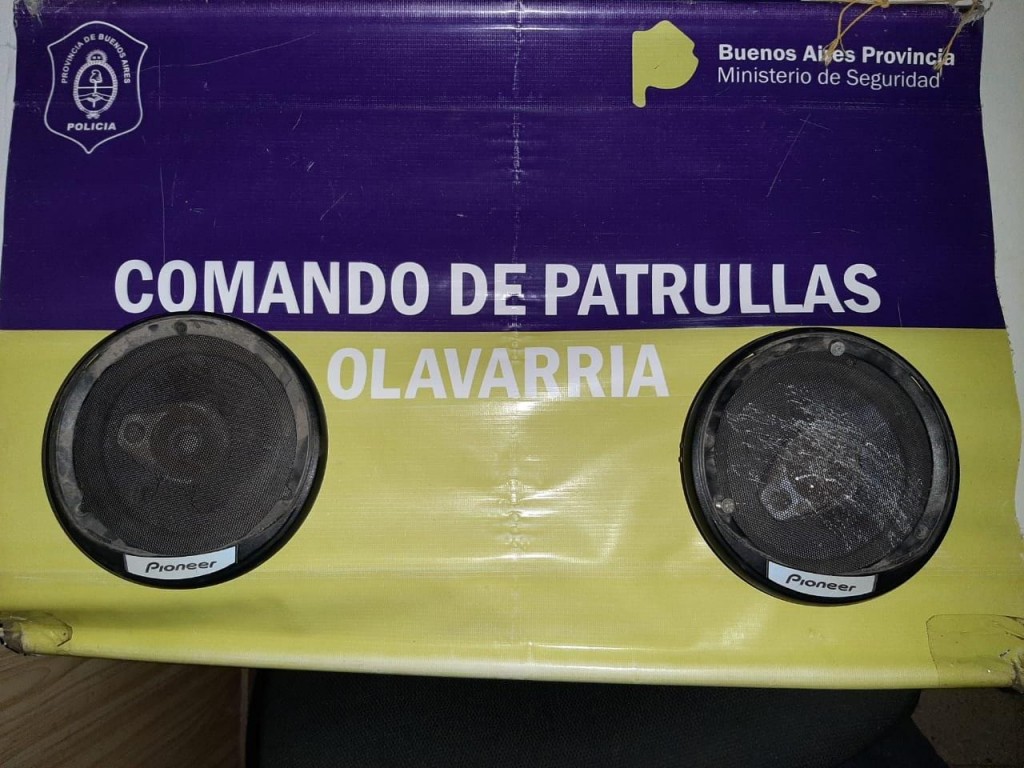 PROVINCIA DE BUENOS AIRES
POLICIA
Buenos Aires Provincia
Ministerio de Seguridad
COMANDO DE PATRULLAS
OLAVARRIA
Pioneer
Pioneer